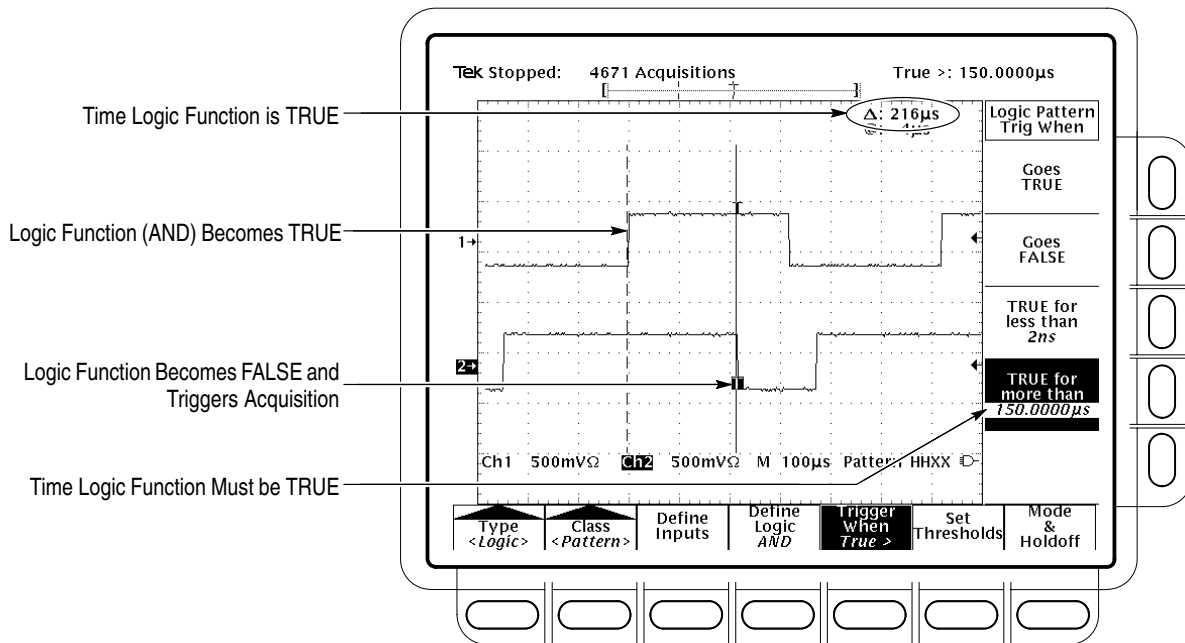 Tek Stopped: 4671 Acquisitions True >: 150.0000µs
Time Logic Function is TRUE
Δ: 216µs
Logic Pattern
Trig When
Goes
TRUE
Logic Function (AND) Becomes TRUE
1→
Goes
FALSE
TRUE for
less than
2ns
2→
Logic Function Becomes FALSE and
Triggers Acquisition
TRUE for
more than
150.0000µs
Ch1 500mVΩ Ch2 500mVΩ M 100µs Pattern HHXX
Time Logic Function Must be TRUE
Type
<Logic>
Class
<Pattern>
Define
Inputs
Define
Logic
AND
Trigger
When
True >
Set
Thresholds
Mode
&
Holdoff